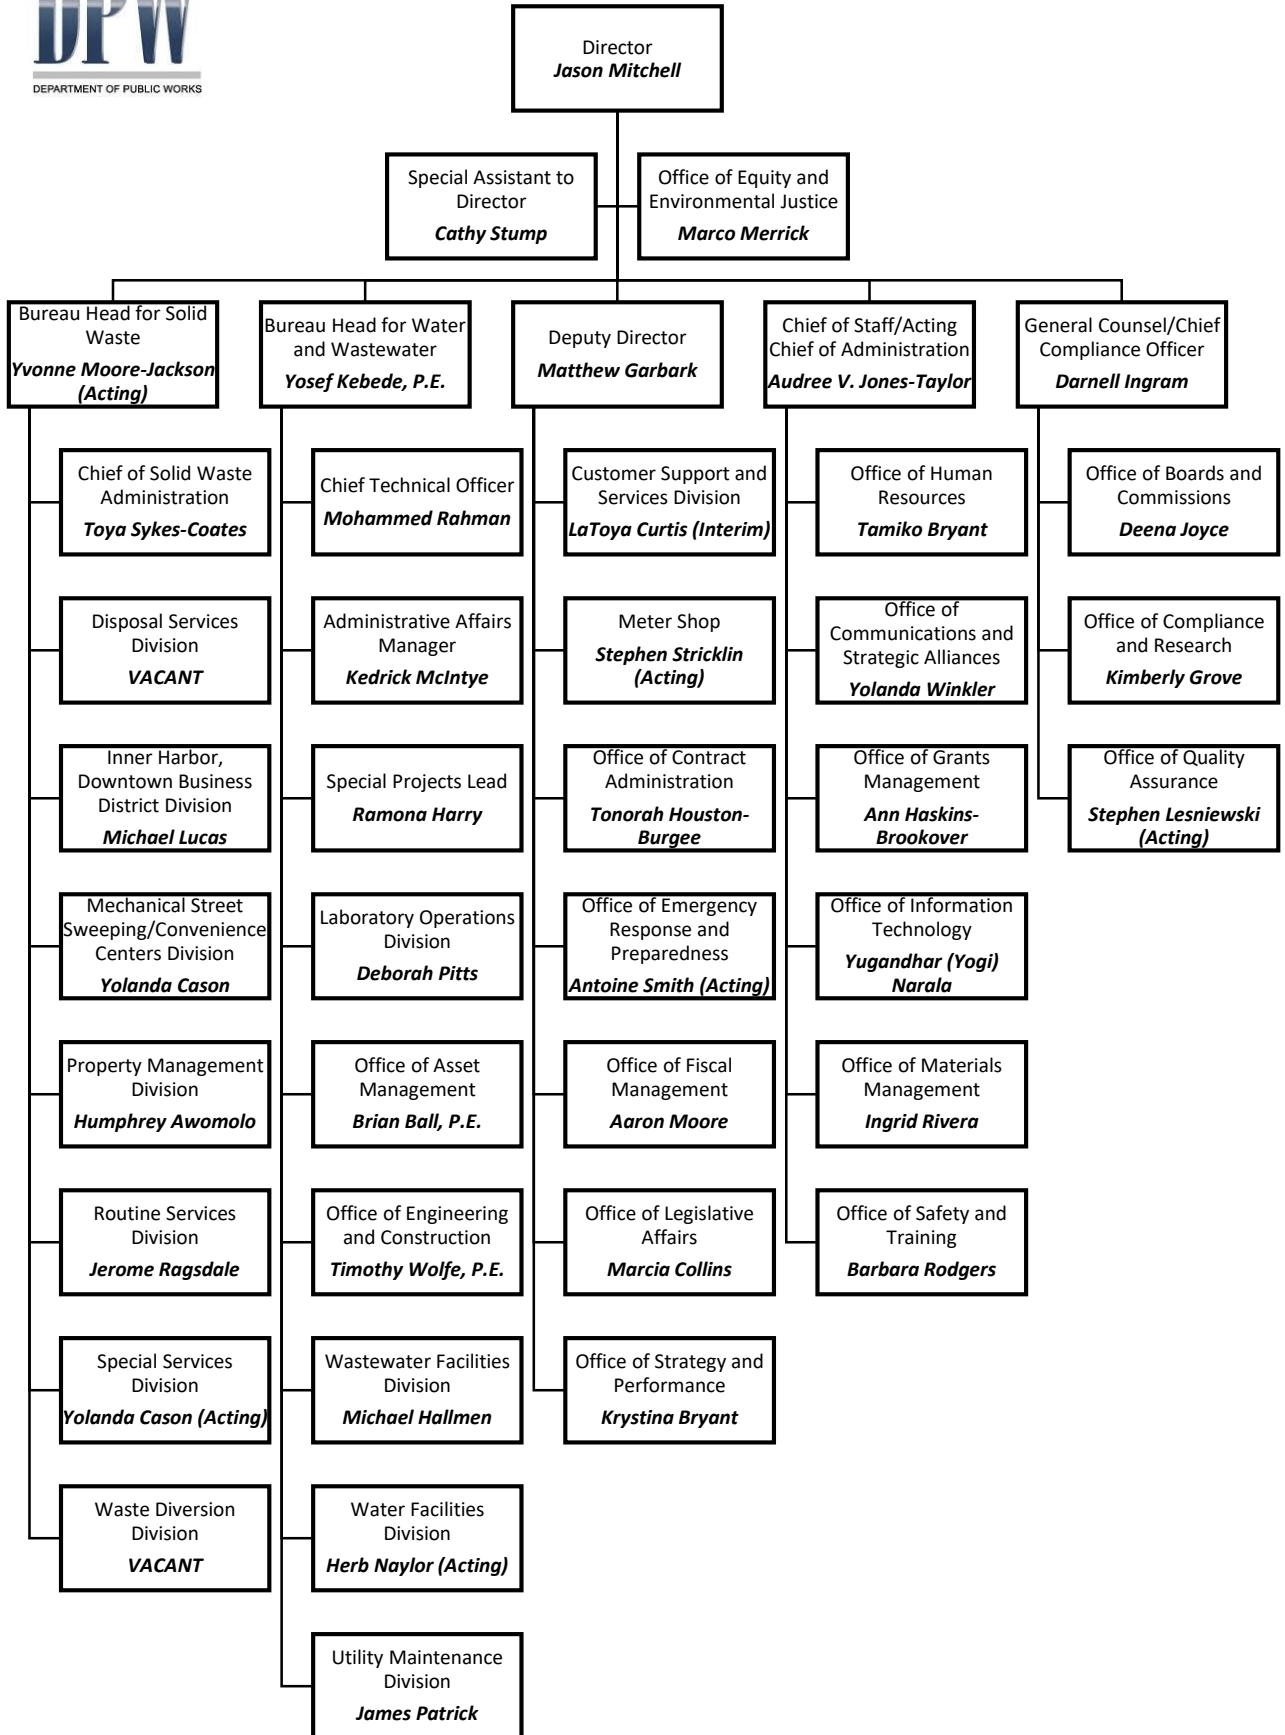 DPW
DEPARTMENT OF PUBLIC WORKS
Director
Jason Mitchell
Special Assistant to
Director
Cathy Stump
Office of Equity and
Environmental Justice
Marco Merrick
Bureau Head for Solid
Waste
Yvonne Moore-Jackson
(Acting)
Bureau Head for Water
and Wastewater
Yosef Kebede, P.E.
Deputy Director
Matthew Garbark
Chief of Staff/Acting
Chief of Administration
Audree V. Jones-Taylor
General Counsel/Chief
Compliance Officer
Darnell Ingram
Chief of Solid Waste
Administration
Toya Sykes-Coates
Disposal Services
Division
VACANT
Inner Harbor,
Downtown Business
District Division
Michael Lucas
Mechanical Street
Sweeping/Convenience
Centers Division
Yolanda Cason
Property Management
Division
Humphrey Awomolo
Routine Services
Division
Jerome Ragsdale
Special Services
Division
Yolanda Cason (Acting)
Waste Diversion
Division
VACANT
Chief Technical Officer
Mohammed Rahman
Administrative Affairs
Manager
Kedrick McIntye
Special Projects Lead
Ramona Harry
Laboratory Operations
Division
Deborah Pitts
Office of Asset
Management
Brian Ball, P.E.
Office of Engineering
and Construction
Timothy Wolfe, P.E.
Wastewater Facilities
Division
Michael Hallmen
Water Facilities
Division
Herb Naylor (Acting)
Utility Maintenance
Division
James Patrick
Customer Support and
Services Division
LaToya Curtis (Interim)
Meter Shop
Stephen Stricklin
(Acting)
Office of Contract
Administration
Tonorah Houston-
Burgee
Office of Emergency
Response and
Preparedness
Antoine Smith (Acting)
Office of Fiscal
Management
Aaron Moore
Office of Legislative
Affairs
Marcia Collins
Office of Strategy and
Performance
Krystina Bryant
Office of Human
Resources
Tamiko Bryant
Office of
Communications and
Strategic Alliances
Yolanda Winkler
Office of Grants
Management
Ann Haskins-
Brookover
Office of Information
Technology
Yugandhar (Yogi)
Narala
Office of Materials
Management
Ingrid Rivera
Office of Safety and
Training
Barbara Rodgers
Office of Boards and
Commissions
Deena Joyce
Office of Compliance
and Research
Kimberly Grove
Office of Quality
Assurance
Stephen Lesniewski
(Acting)